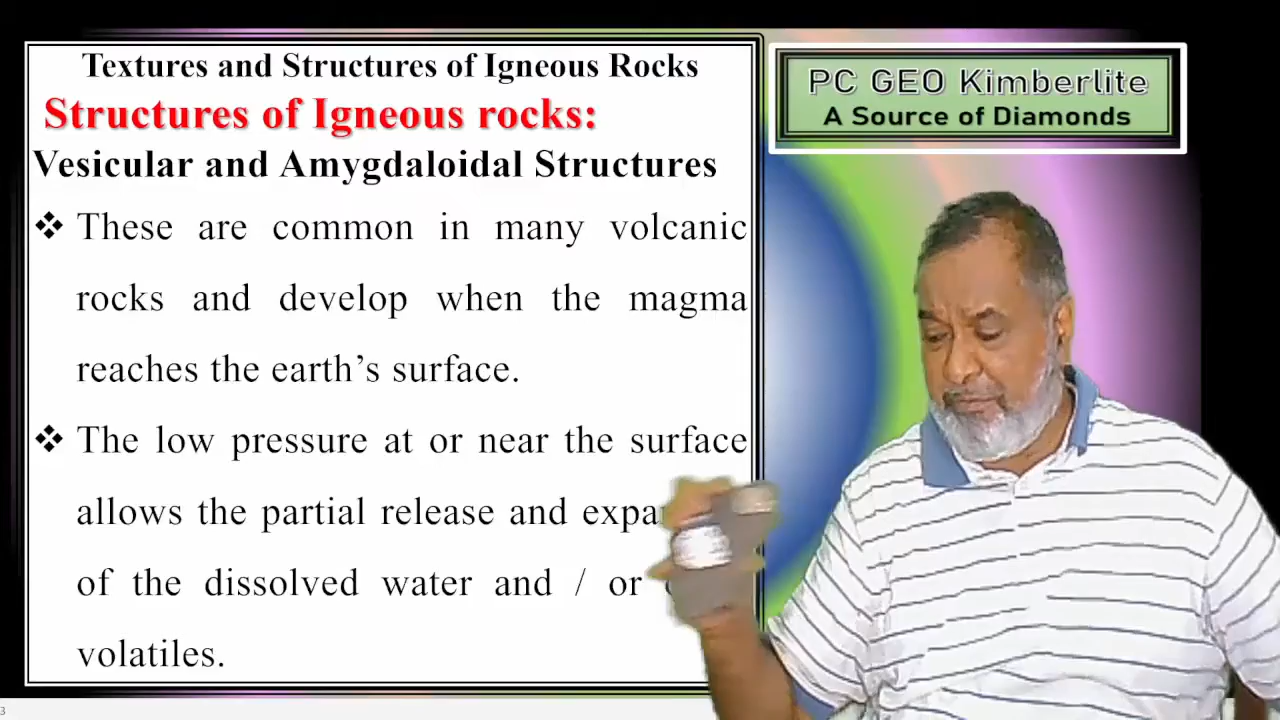 Textures and Structures of Igneous Rocks
Structures of Igneous rocks:
Vesicular and Amygdaloidal Structures
❖ These are common in many volcanic
rocks and develop when the magma
reaches the earth’s surface.
❖ The low pressure at or near the surface
allows the partial release and
of the dissolved water and / or
volatiles.
PC GEO Kimberlite
A Source of Diamonds
3